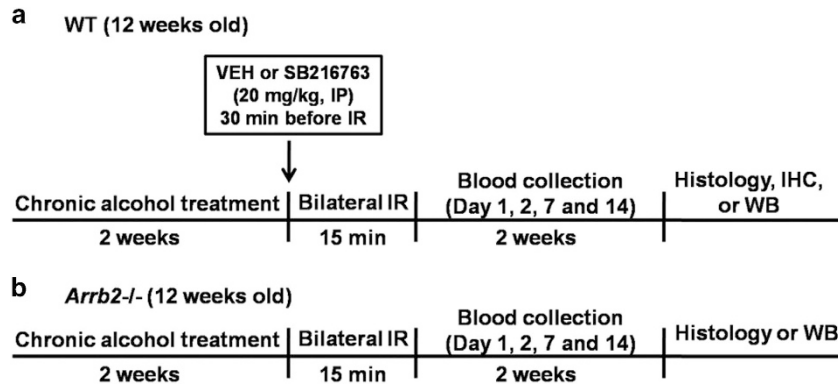 a
WT (12 weeks old)
VEH or SB216763
(20 mg/kg, IP)
30 min before IR
Chronic alcohol treatment
2 weeks
Bilateral IR
15 min
Blood collection
(Day 1, 2, 7 and 14)
2 weeks
Histology, IHC,
or WB
b
Arrb2-/- (12 weeks old)
Chronic alcohol treatment
2 weeks
Bilateral IR
15 min
Blood collection
(Day 1, 2, 7 and 14)
2 weeks
Histology or WB